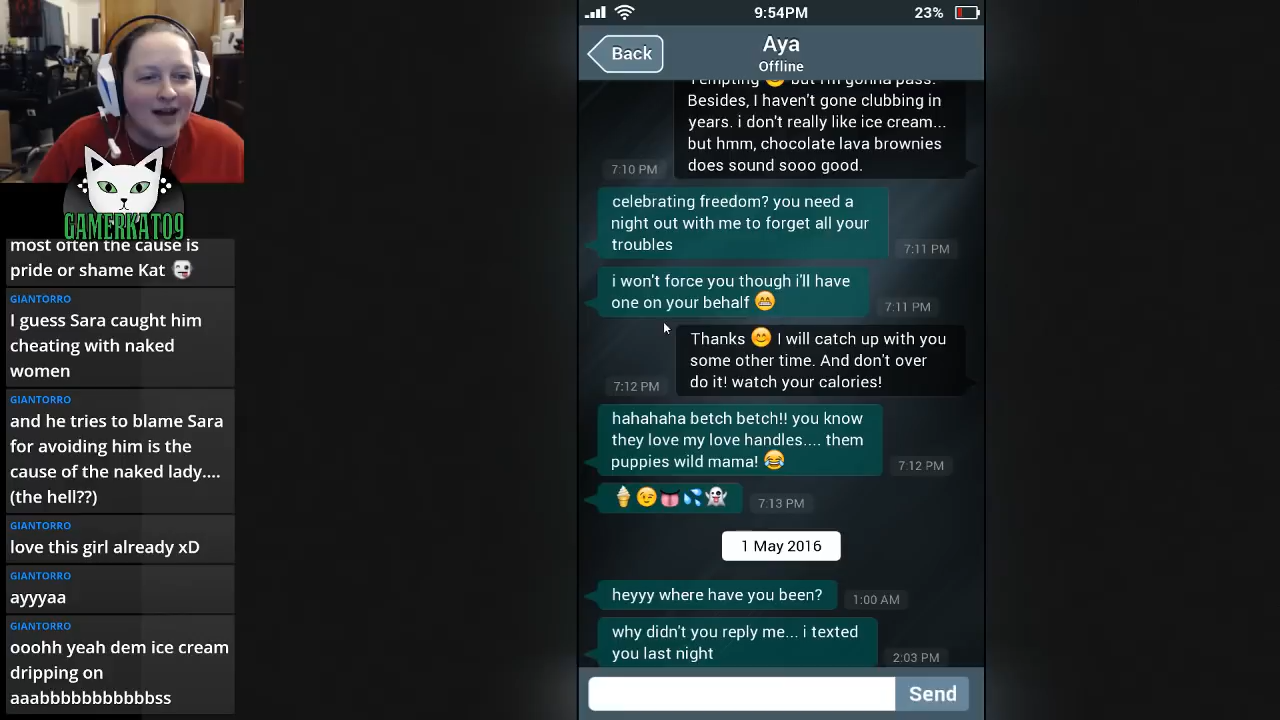 9:54PM
23%
Back
Aya
Offline
Tempting 😊 but I'm gonna pass.
Besides, I haven't gone clubbing in
years. i don't really like ice cream...
but hmm, chocolate lava brownies
does sound sooo good.
7:10 PM
celebrating freedom? you need a
night out with me to forget all your
troubles
7:11 PM
i won't force you though i'll have
one on your behalf 😁
7:11 PM
Thanks 😊 I will catch up with you
some other time. And don't over
do it! watch your calories!
7:12 PM
hahahaha betch betch!! you know
they love my love handles.... them
puppies wild mama! 😂
7:12 PM
🍦😉👅💦👻
7:13 PM
1 May 2016
heyyy where have you been?
1:00 AM
why didn't you reply me... i texted
you last night
2:03 PM
Send
GAMERKAT09
most often the cause is
pride or shame Kat 😜
GIANTORRO
I guess Sara caught him
cheating with naked
women
GIANTORRO
and he tries to blame Sara
for avoiding him is the
cause of the naked lady....
(the hell??)
GIANTORRO
love this girl already xD
GIANTORRO
ayyyaa
GIANTORRO
ooohh yeah dem ice cream
dripping on
aaabbbbbbbbbbbss